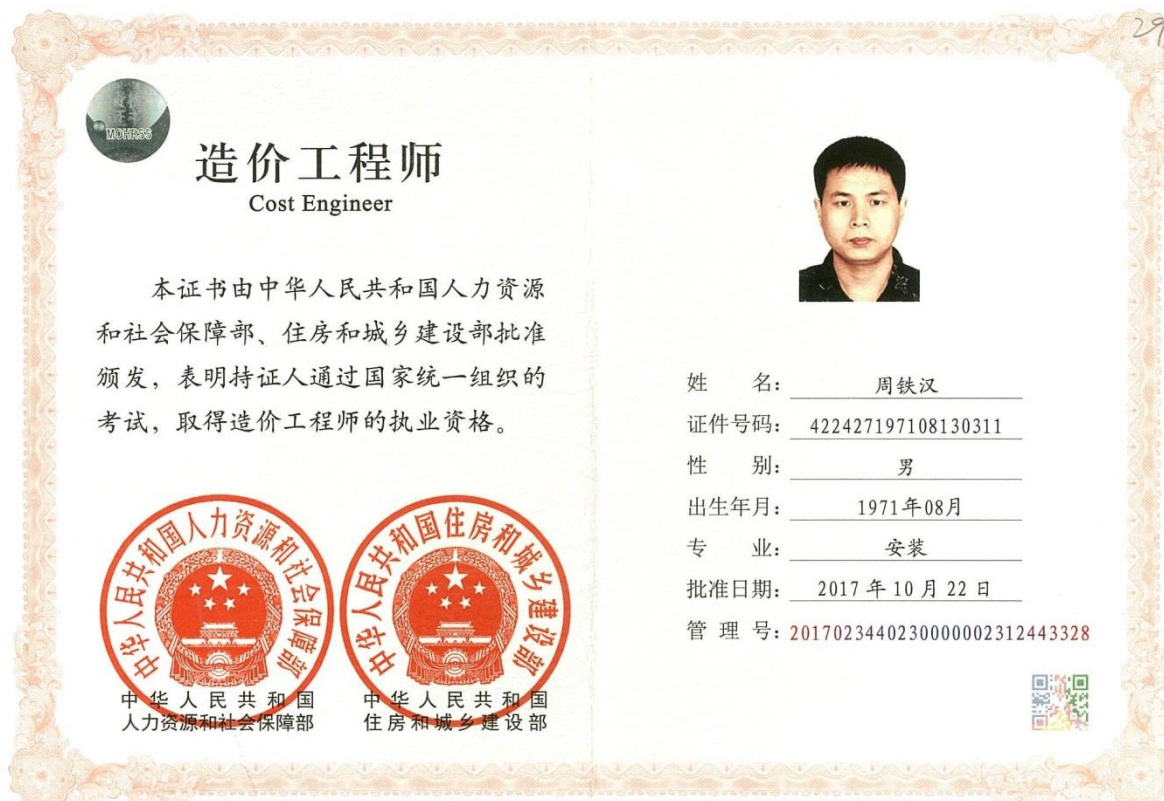 29
资格
证书
MOHRSS
造价工程师
Cost Engineer
本证书由中华人民共和国人力资源
和社会保障部、住房和城乡建设部批准
颁发，表明持证人通过国家统一组织的
考试，取得造价工程师的执业资格。
中华人民共和国人力资源和社会保障部
中华人民共和国住房和城乡建设部
中华人民共和国
人力资源和社会保障部
中华人民共和国
住房和城乡建设部
姓名：周铁汉
证件号码：422427197108130311
性别：男
出生年月：1971年08月
专业：安装
批准日期：2017年10月22日
管理号：2017023440230000002312443328